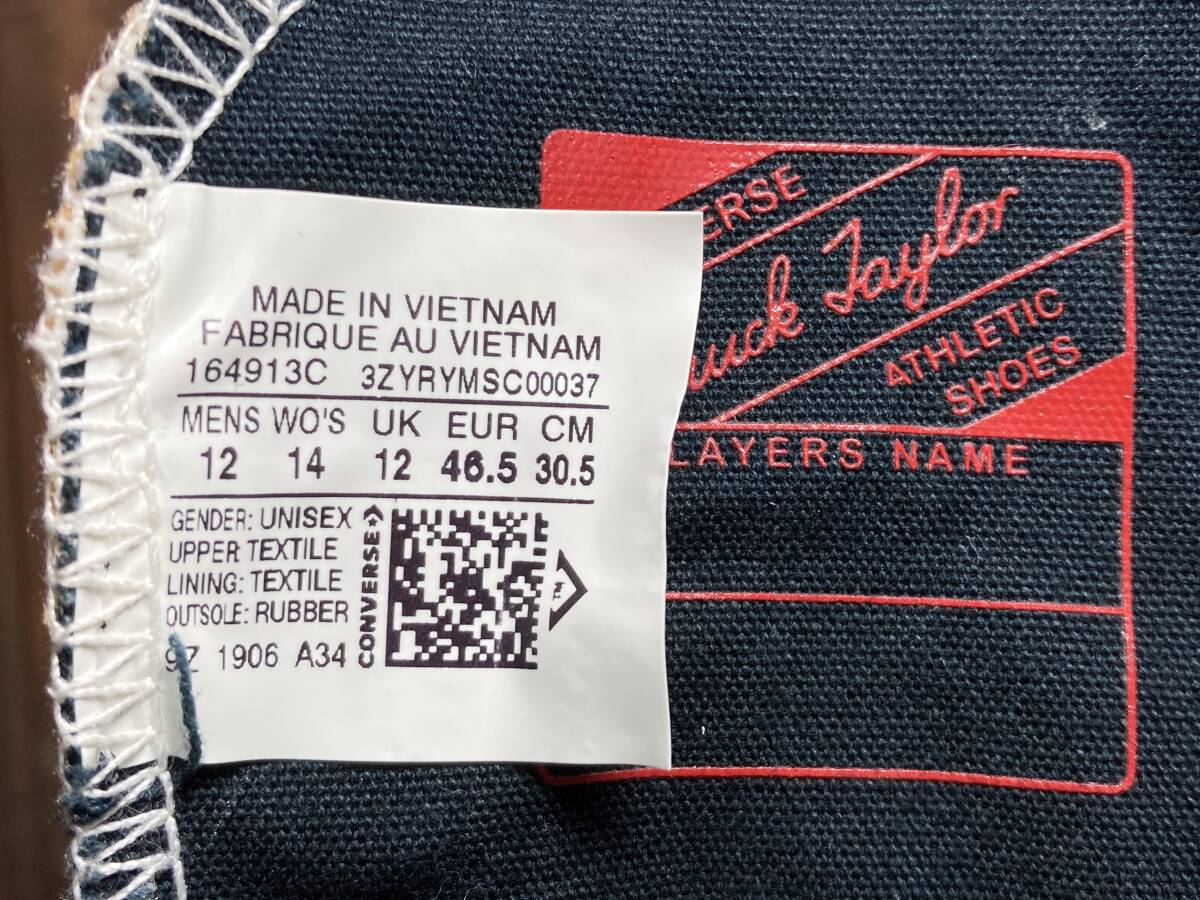 MADE IN VIETNAM
FABRIQUE AU VIETNAM
164913C 3ZYRYMSC00037
MENS WO'S UK EUR CM
12 14 12 46.5 30.5
GENDER: UNISEX
UPPER TEXTILE
LINING: TEXTILE
OUTSOLE: RUBBER
9Z 1906 A34
CONVERSE
TM
ERSE
uck Taylor
ATHLETIC
SHOES
LAYERS NAME